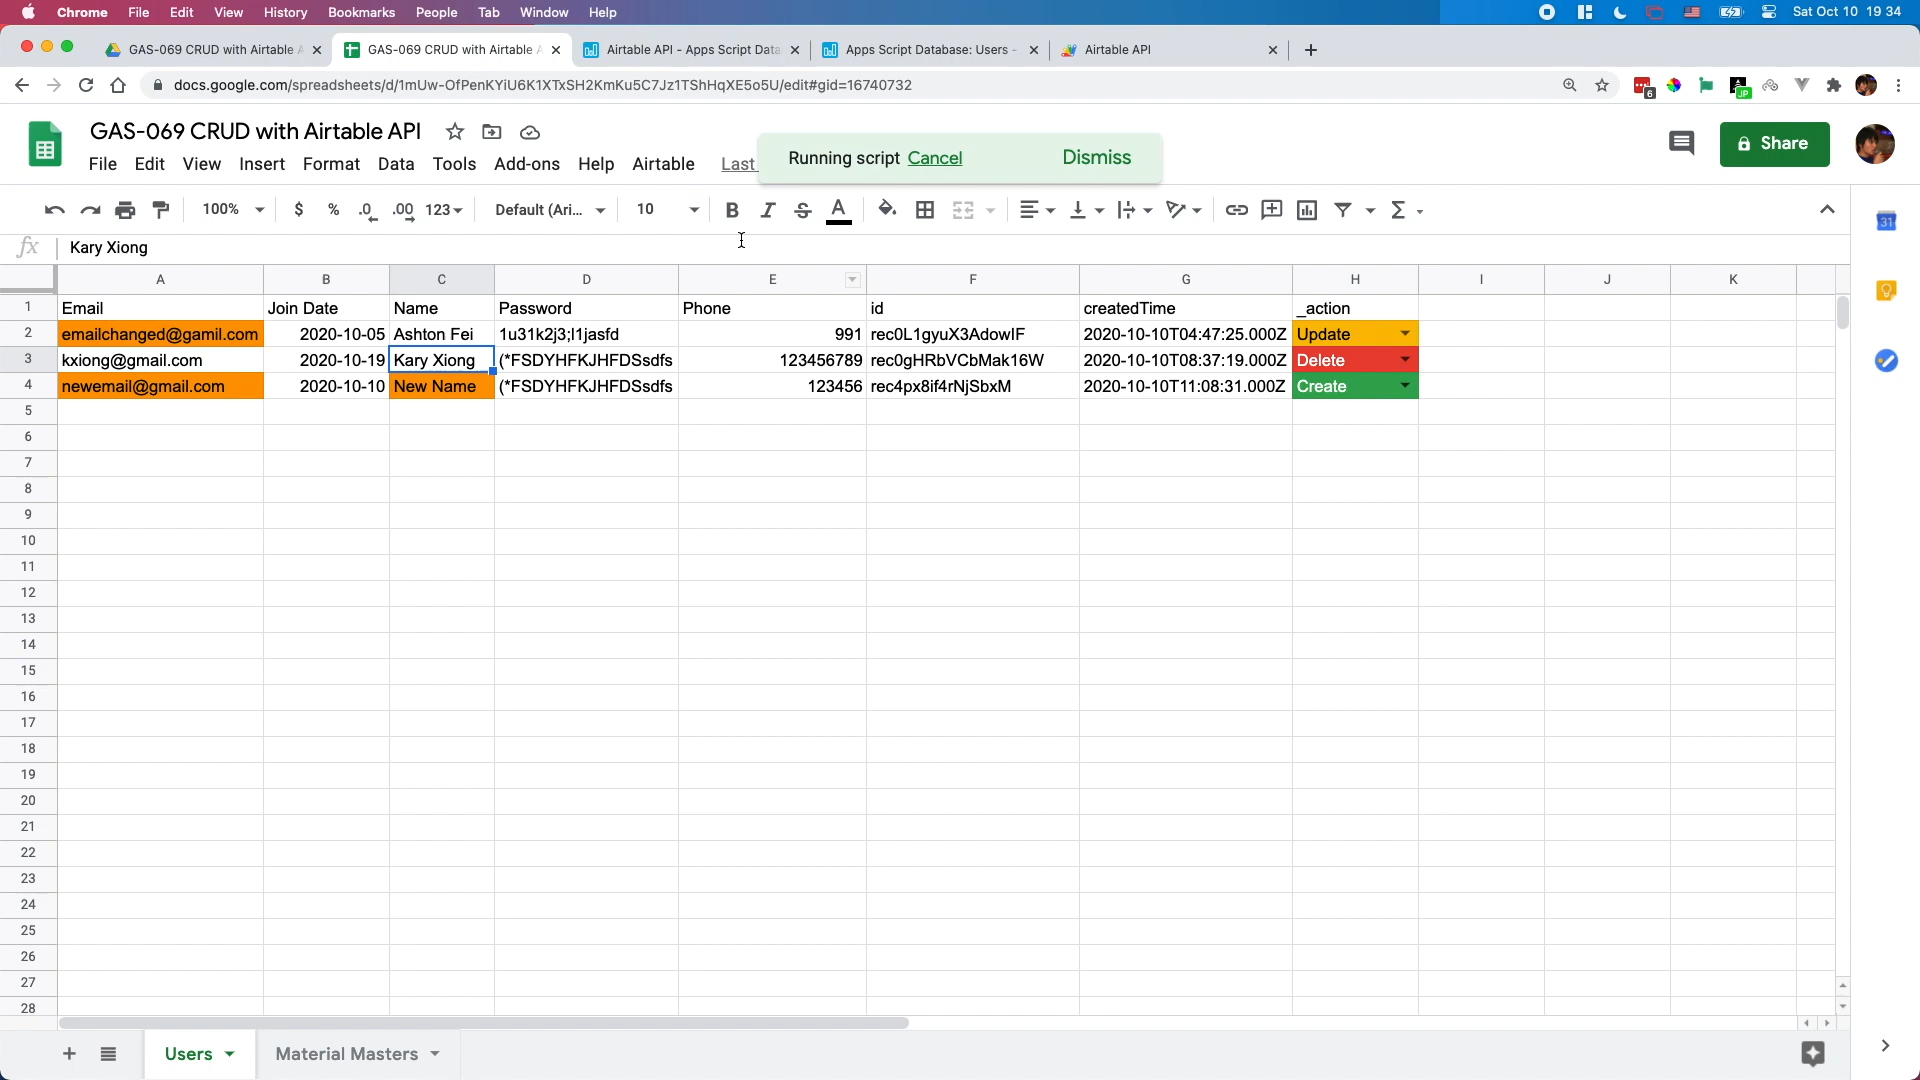 Chrome File Edit View History Bookmarks People Tab Window Help Sat Oct 10 19 34
GAS-069 CRUD with Airtable A GAS-069 CRUD with Airtable A Airtable API - Apps Script Data Apps Script Database: Users - Airtable API
docs.google.com/spreadsheets/d/1mUw-OfPenKYiU6K1XTxSH2KmKu5C7Jz1TShHqXE5o5U/edit#gid=16740732 6 JP
GAS-069 CRUD with Airtable API
Running script Cancel Dismiss
Share
File Edit View Insert Format Data Tools Add-ons Help Airtable Last
100% $ % .0 .00 123 Default (Ari... 10 B I S A Σ
31
fx Kary Xiong
A B C D E F G H I J K
1 Email Join Date Name Password Phone id createdTime _action
2 emailchanged@gamil.com 2020-10-05 Ashton Fei 1u31k2j3;l1jasfd 991 rec0L1gyuX3AdowIF 2020-10-10T04:47:25.000Z Update
3 kxiong@gmail.com 2020-10-19 Kary Xiong (*FSDYHFKJHFDSsdfs 123456789 rec0gHRbVCbMak16W 2020-10-10T08:37:19.000Z Delete
4 newemail@gmail.com 2020-10-10 New Name (*FSDYHFKJHFDSsdfs 123456 rec4px8if4rNjSbxM 2020-10-10T11:08:31.000Z Create
5
6
7
8
9
10
11
12
13
14
15
16
17
18
19
20
21
22
23
24
25
26
27
28
Users Material Masters